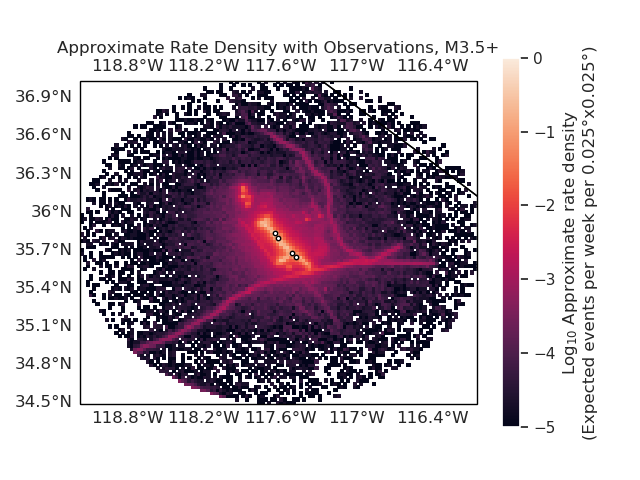 Approximate Rate Density with Observations, M3.5+
118.8°W 118.2°W 117.6°W 117°W 116.4°W
36.9°N
36.6°N
36.3°N
36°N
35.7°N
35.4°N
35.1°N
34.8°N
34.5°N
118.8°W 118.2°W 117.6°W 117°W 116.4°W
0
−1
−2
−3
−4
−5
Log₁₀ Approximate rate density
(Expected events per week per 0.025°x0.025°)